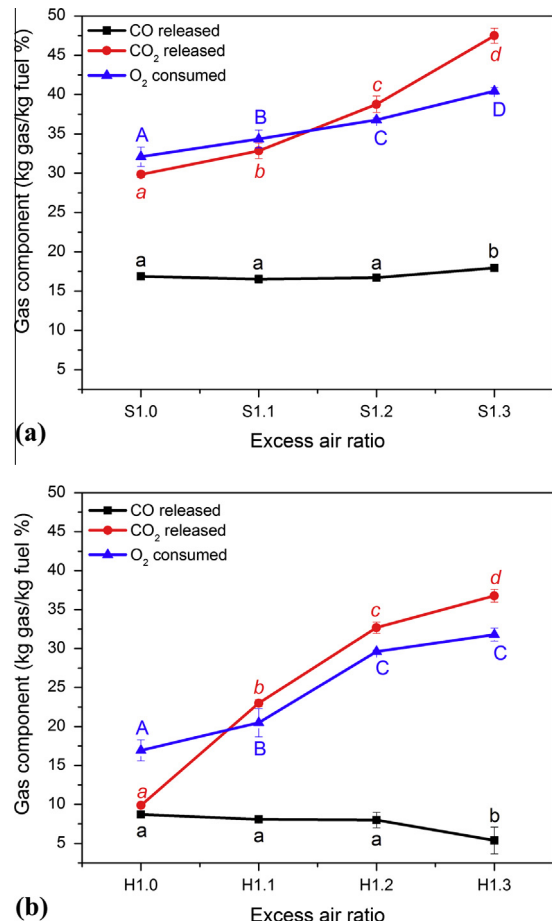 50
45
40
35
30
25
20
15
10
5
Gas component (kg gas/kg fuel %)
CO released
CO2 released
O2 consumed
A
B
C
D
a
b
c
d
a
a
a
b
S1.0
S1.1
S1.2
S1.3
Excess air ratio
(a)
50
45
40
35
30
25
20
15
10
5
Gas component (kg gas/kg fuel %)
CO released
CO2 released
O2 consumed
A
B
C
C
a
b
c
d
a
a
a
b
H1.0
H1.1
H1.2
H1.3
Excess air ratio
(b)